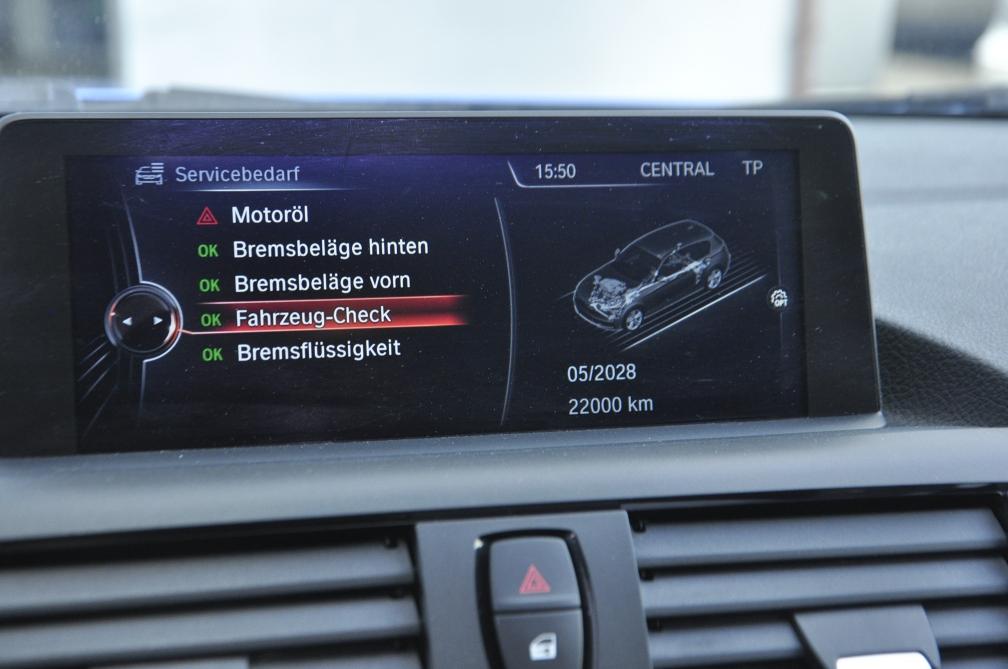 Servicebedarf
15:50 CENTRAL TP
Motoröl
OK Bremsbeläge hinten
OK Bremsbeläge vorn
OK Fahrzeug-Check
OK Bremsflüssigkeit
OPT
05/2028
22000 km